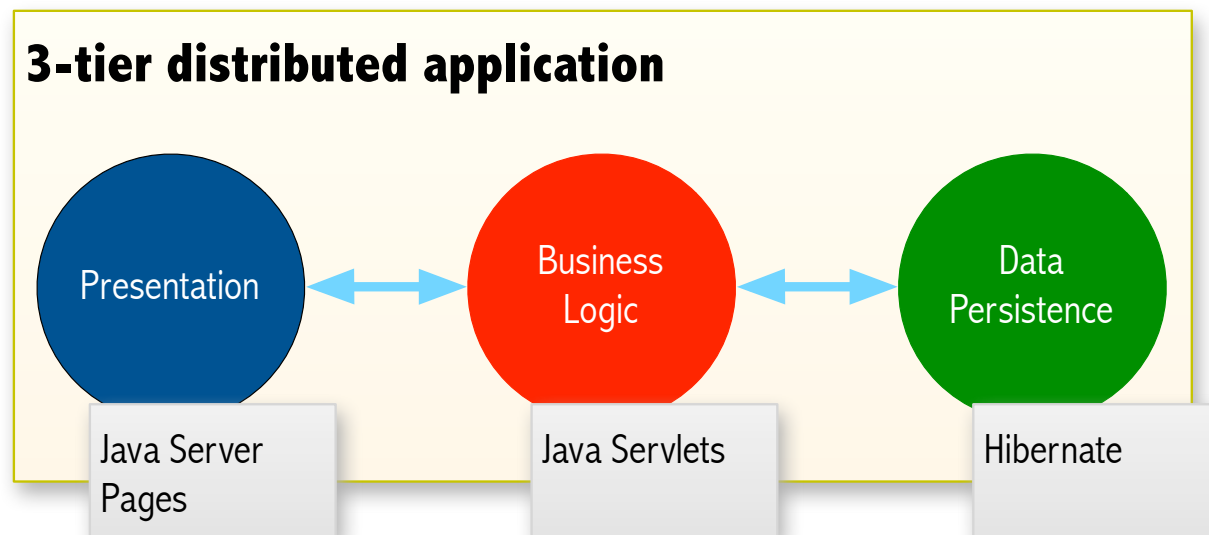 3-tier distributed application
Presentation
Business
Logic
Data
Persistence
Java Server
Pages
Java Servlets
Hibernate